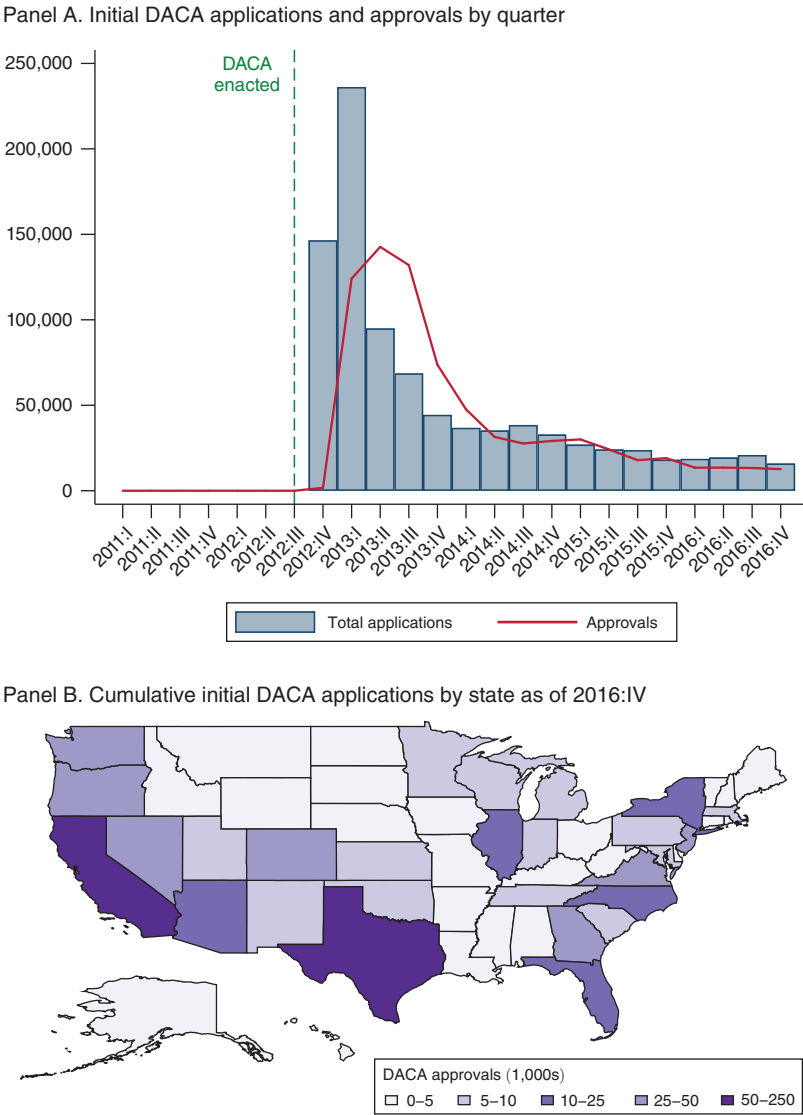 Panel A. Initial DACA applications and approvals by quarter
250,000
200,000
150,000
100,000
50,000
0
DACA
enacted
2011:I
2011:II
2011:III
2011:IV
2012:I
2012:II
2012:III
2012:IV
2013:I
2013:II
2013:III
2013:IV
2014:I
2014:II
2014:III
2014:IV
2015:I
2015:II
2015:III
2015:IV
2016:I
2016:II
2016:III
2016:IV
Total applications Approvals
Panel B. Cumulative initial DACA applications by state as of 2016:IV
DACA approvals (1,000s)
0–5 5–10 10–25 25–50 50–250